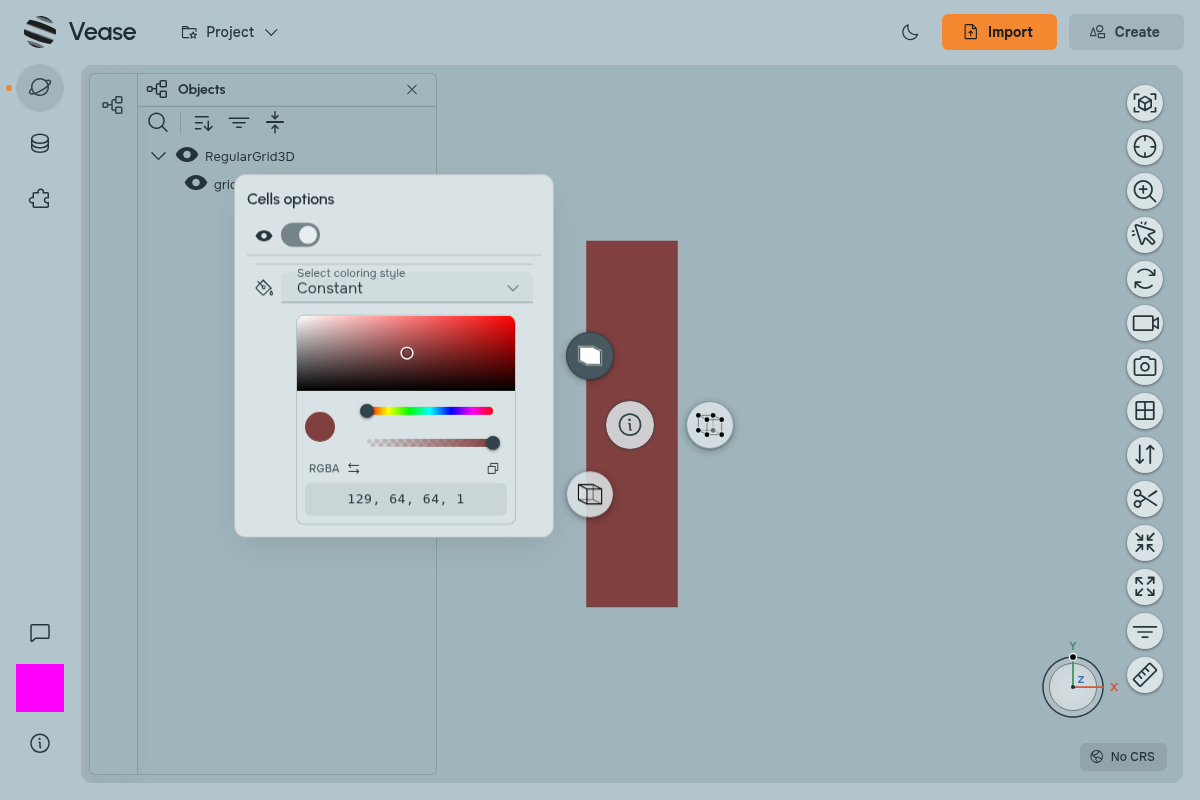 Vease
Project
Import
Create
Objects
RegularGrid3D
Cells options
Select coloring style
Constant
RGBA
129, 64, 64, 1
Y
Z
X
No CRS